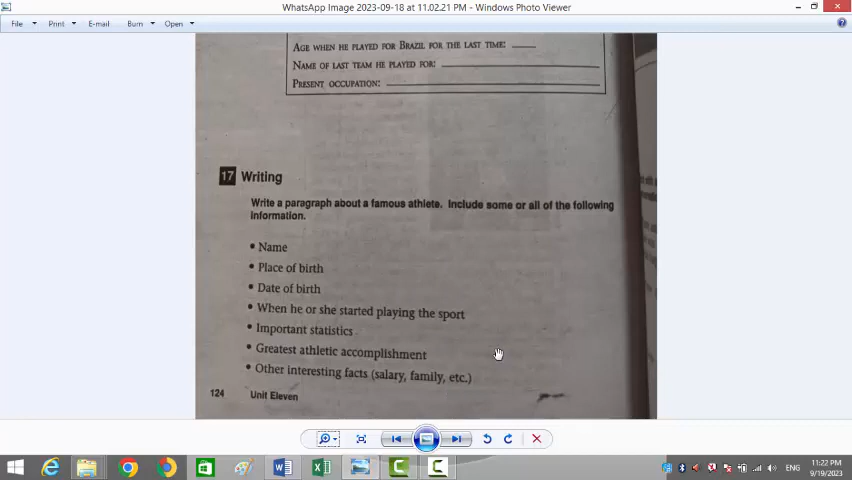 WhatsApp Image 2023-09-18 at 11.02.21 PM - Windows Photo Viewer
File Print E-mail Burn Open
AGE WHEN HE PLAYED FOR BRAZIL FOR THE LAST TIME:
NAME OF LAST TEAM HE PLAYED FOR:
PRESENT OCCUPATION:
17 Writing
Write a paragraph about a famous athlete. Include some or all of the following
information.
• Name
• Place of birth
• Date of birth
• When he or she started playing the sport
• Important statistics
• Greatest athletic accomplishment
• Other interesting facts (salary, family, etc.)
124 Unit Eleven
ENG
11:22 PM
9/19/2023